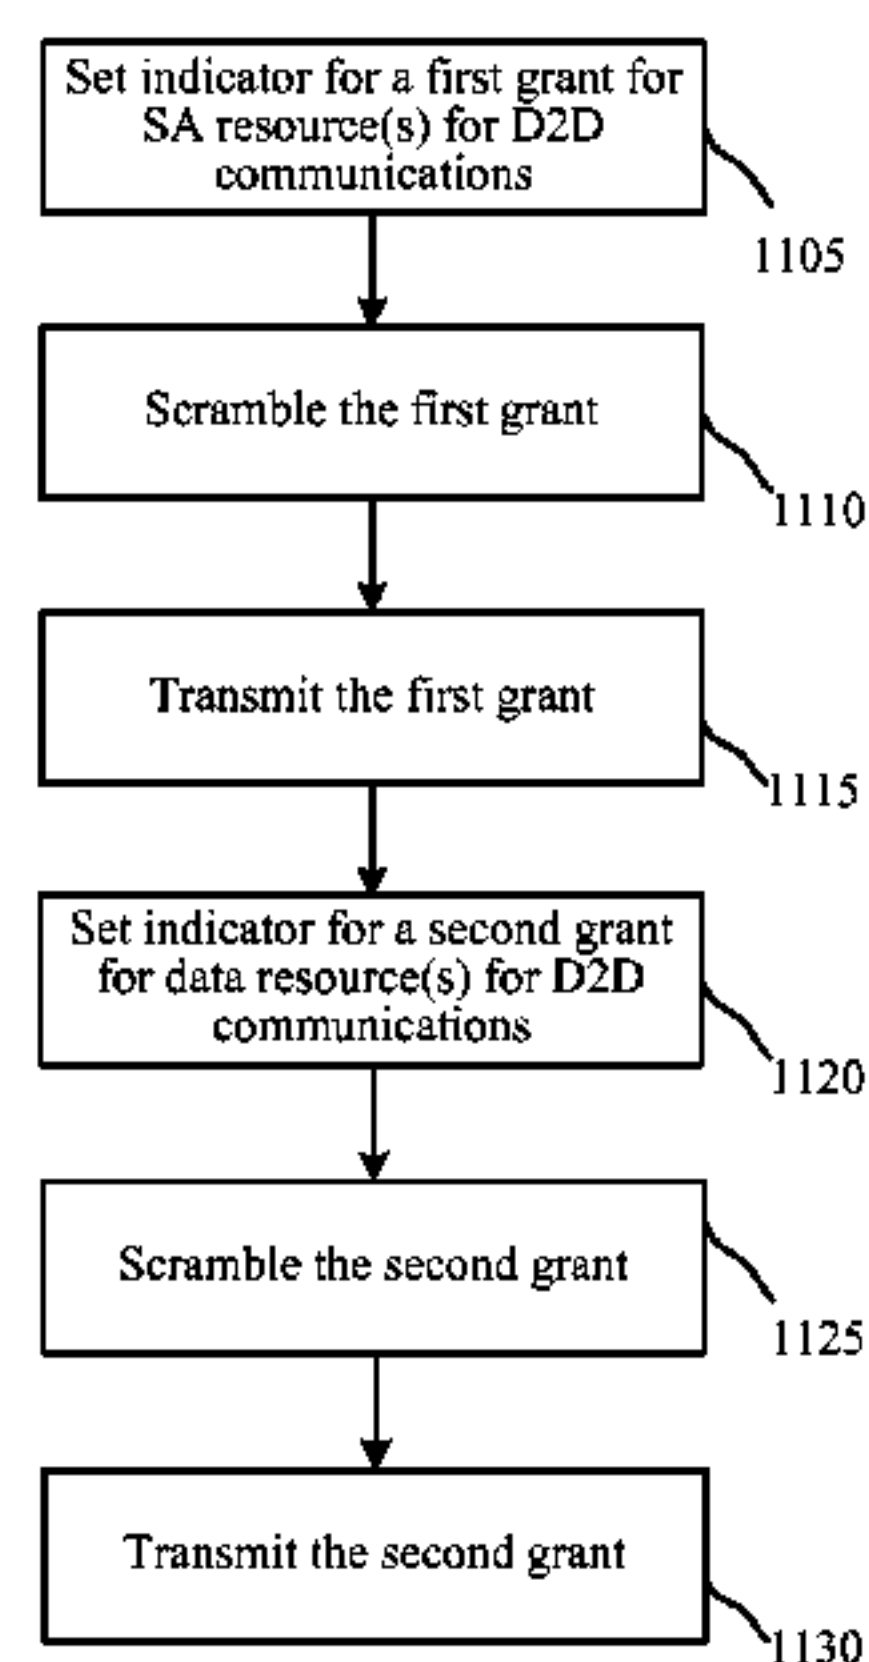 Set indicator for a first grant for
SA resource(s) for D2D
communications
1105
Scramble the first grant
1110
Transmit the first grant
1115
Set indicator for a second grant
for data resource(s) for D2D
communications
1120
Scramble the second grant
1125
Transmit the second grant
1130